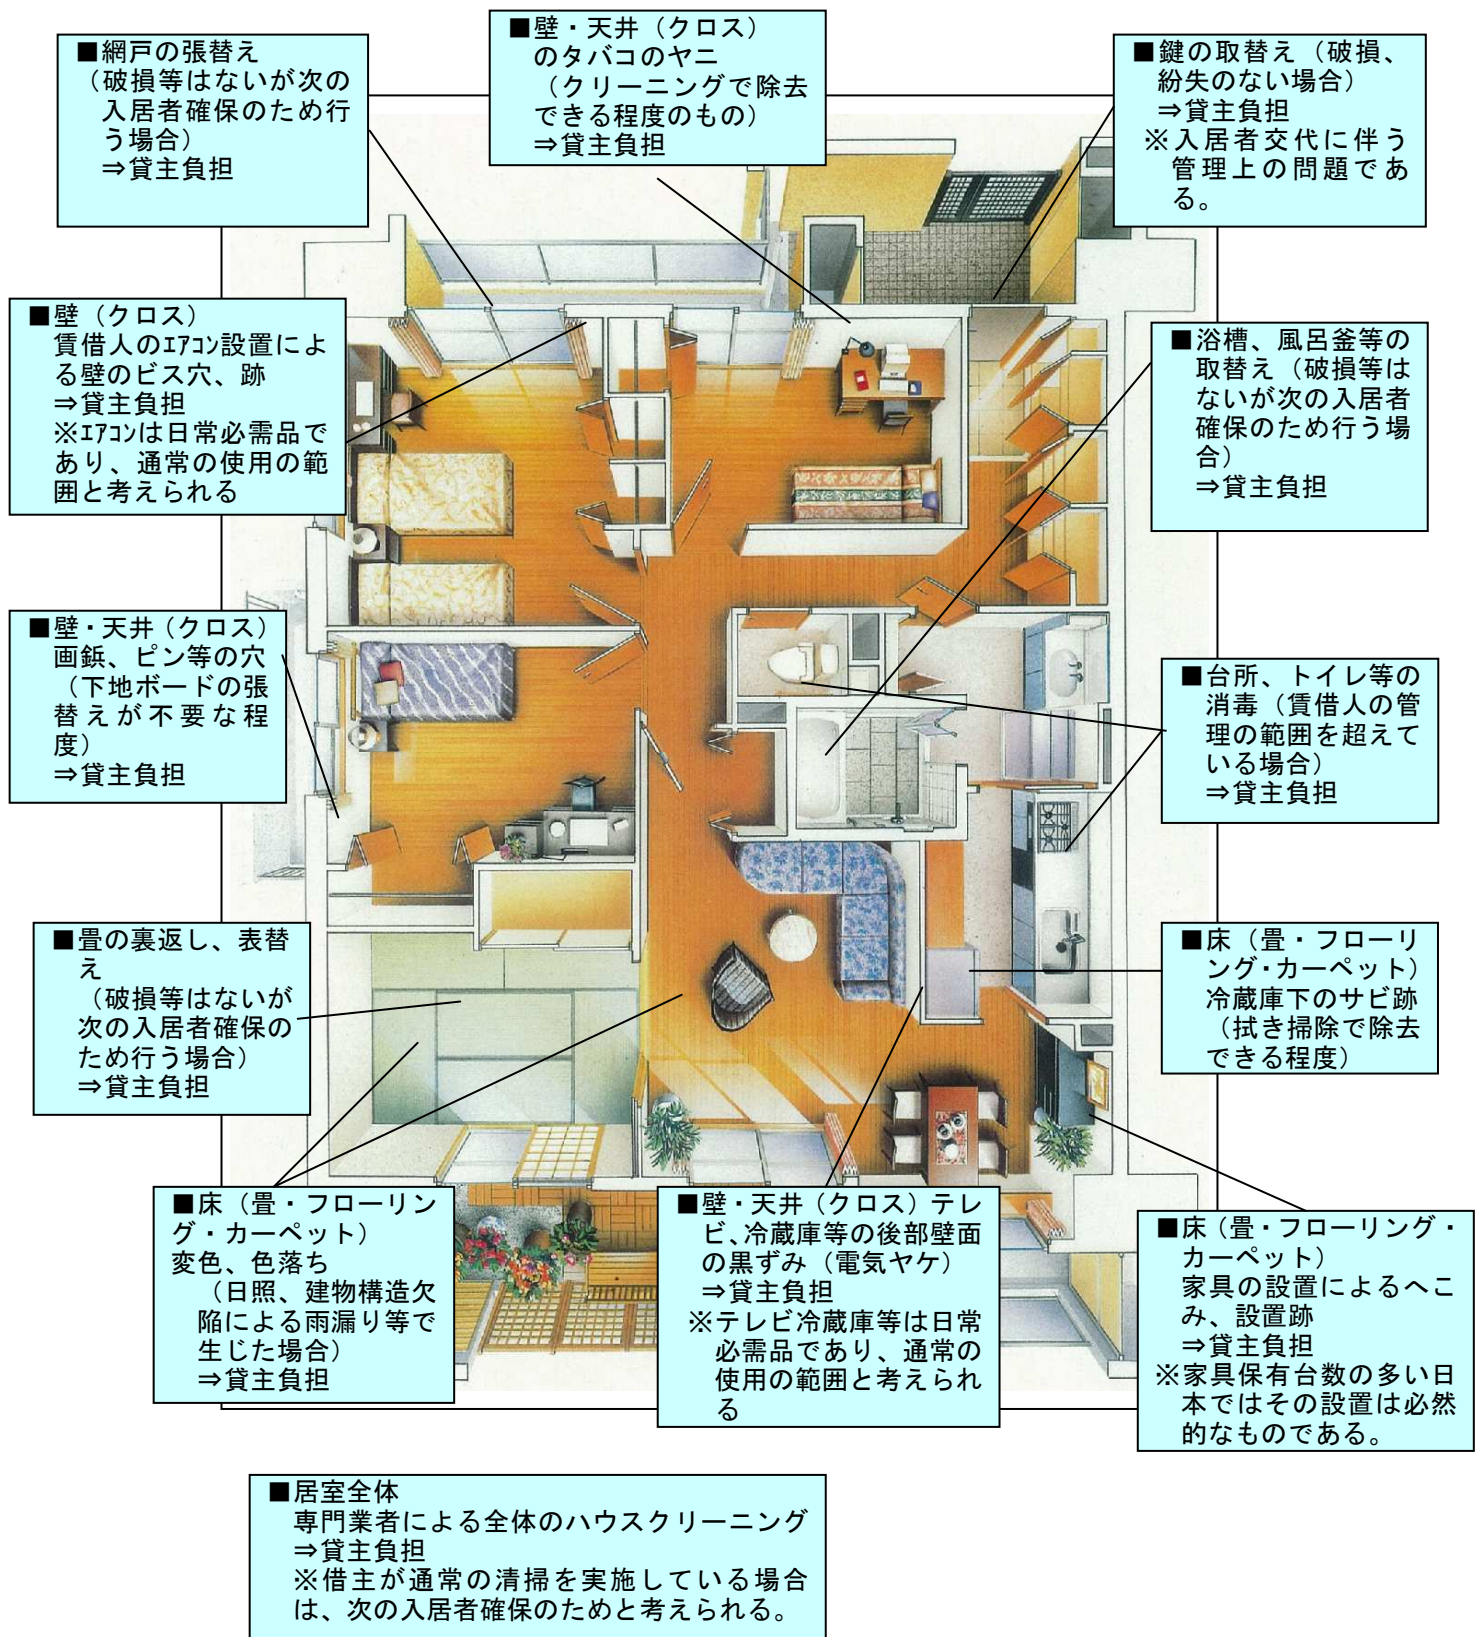 ■網戸の張替え
（破損等はないが次の
入居者確保のため行
う場合）
⇒貸主負担
■壁・天井（クロス）
のタバコのヤニ
（クリーニングで除去
できる程度のもの）
⇒貸主負担
■鍵の取替え（破損、
紛失のない場合）
⇒貸主負担
※入居者交代に伴う
管理上の問題であ
る。
■壁（クロス）
賃借人のｴｱｺﾝ設置によ
る壁のビス穴、跡
⇒貸主負担
※ｴｱｺﾝは日常必需品で
あり、通常の使用の範
囲と考えられる
■浴槽、風呂釜等の
取替え（破損等は
ないが次の入居者
確保のため行う場
合）
⇒貸主負担
■壁・天井（クロス）
画鋲、ピン等の穴
（下地ボードの張
替えが不要な程
度）
⇒貸主負担
■台所、トイレ等の
消毒（賃借人の管
理の範囲を超えて
いる場合）
⇒貸主負担
■畳の裏返し、表替
え
（破損等はないが
次の入居者確保の
ため行う場合）
⇒貸主負担
■床（畳・フローリ
ング・カーペット）
冷蔵庫下のサビ跡
（拭き掃除で除去
できる程度）
■床（畳・フローリン
グ・カーペット）
変色、色落ち
（日照、建物構造欠
陥による雨漏り等で
生じた場合）
⇒貸主負担
■壁・天井（クロス）テレ
ビ、冷蔵庫等の後部壁面
の黒ずみ（電気ヤケ）
⇒貸主負担
※テレビ冷蔵庫等は日常
必需品であり、通常の
使用の範囲と考えられ
る
■床（畳・フローリング・
カーペット）
家具の設置によるへこ
み、設置跡
⇒貸主負担
※家具保有台数の多い日
本ではその設置は必然
的なものである。
■居室全体
専門業者による全体のハウスクリーニング
⇒貸主負担
※借主が通常の清掃を実施している場合
は、次の入居者確保のためと考えられる。